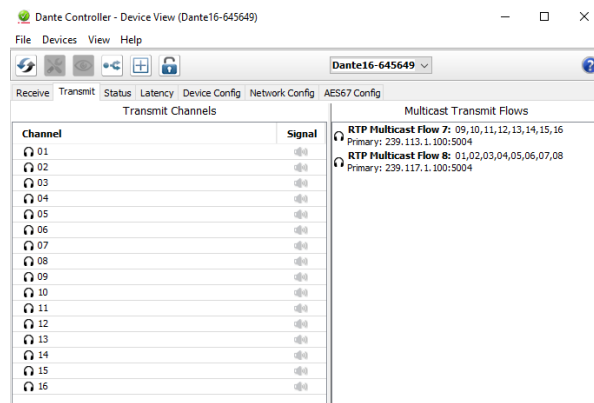 Dante Controller - Device View (Dante16-645649)
File Devices View Help
Dante16-645649
Receive Transmit Status Latency Device Config Network Config AES67 Config
Transmit Channels
Channel Signal
01
02
03
04
05
06
07
08
09
10
11
12
13
14
15
16
Multicast Transmit Flows
RTP Multicast Flow 7: 09,10,11,12,13,14,15,16
Primary: 239.113.1.100:5004
RTP Multicast Flow 8: 01,02,03,04,05,06,07,08
Primary: 239.117.1.100:5004